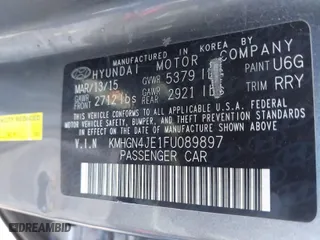 MANUFACTURED IN KOREA BY
HYUNDAI MOTOR COMPANY
MAR/13/15 GVWR 5379 lbs PAINT U6G
GAWR FRONT 2712 lbs GAWR REAR 2921 lbs TRIM RRY
THIS VEHICLE CONFORMS TO ALL APPLICABLE FEDERAL
MOTOR VEHICLE SAFETY, BUMPER, AND THEFT
PREVENTION STANDARDS IN EFFECT ON THE DATE OF
MANUFACTURE SHOWN ABOVE.
V.I.N KMHGN4JE1FU089897
PASSENGER CAR